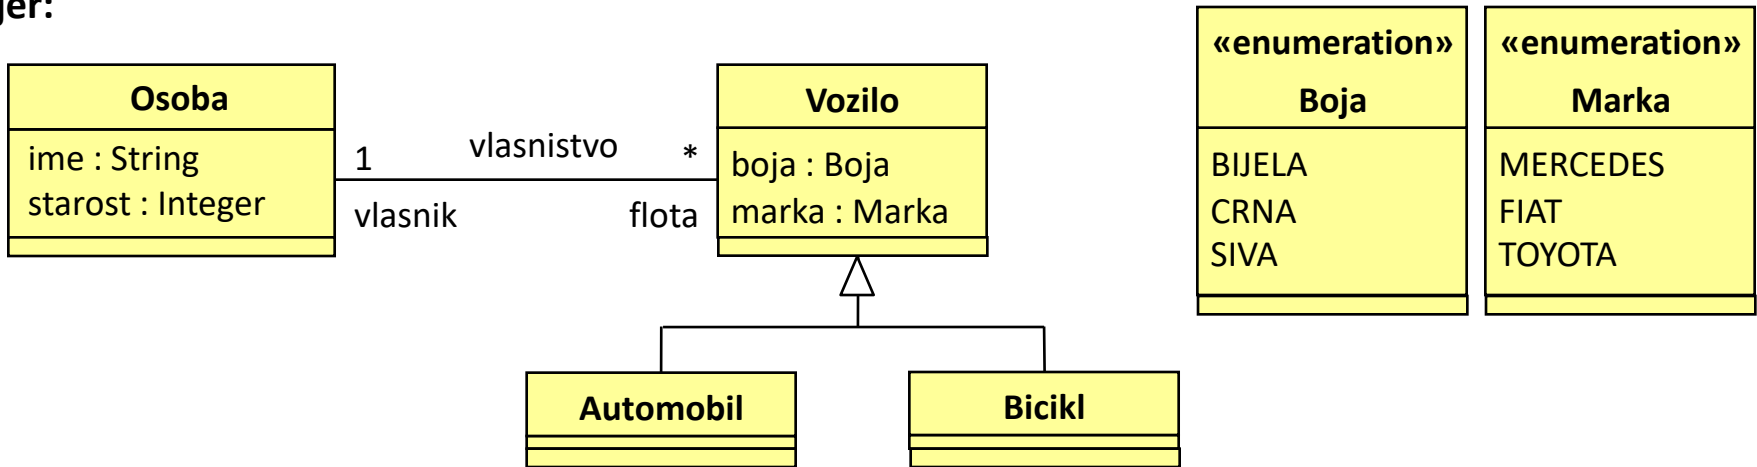 jer:
Osoba
ime : String
starost : Integer
1
vlasnistvo
*
vlasnik
flota
Vozilo
boja : Boja
marka : Marka
«enumeration»
Boja
BIJELA
CRNA
SIVA
«enumeration»
Marka
MERCEDES
FIAT
TOYOTA
Automobil
Bicikl